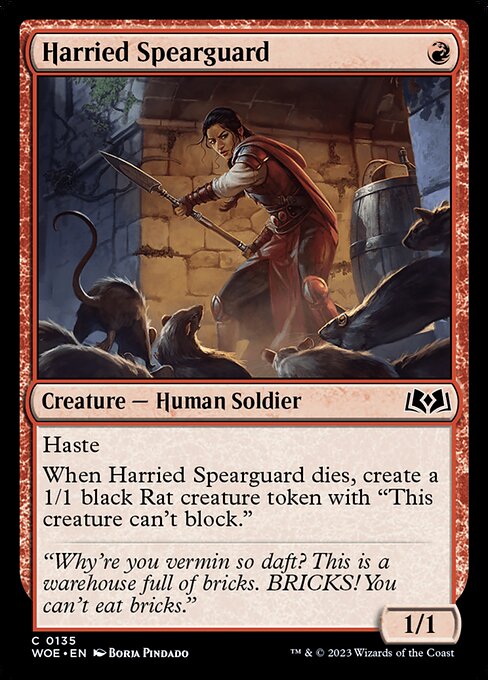 Harried Spearguard
Creature — Human Soldier
Haste
When Harried Spearguard dies, create a
1/1 black Rat creature token with “This
creature can’t block.”
“Why’re you vermin so daft? This is a
warehouse full of bricks. BRICKS! You
can’t eat bricks.”
1/1
C 0135
WOE • EN Borja Pindado
™ & © 2023 Wizards of the Coast